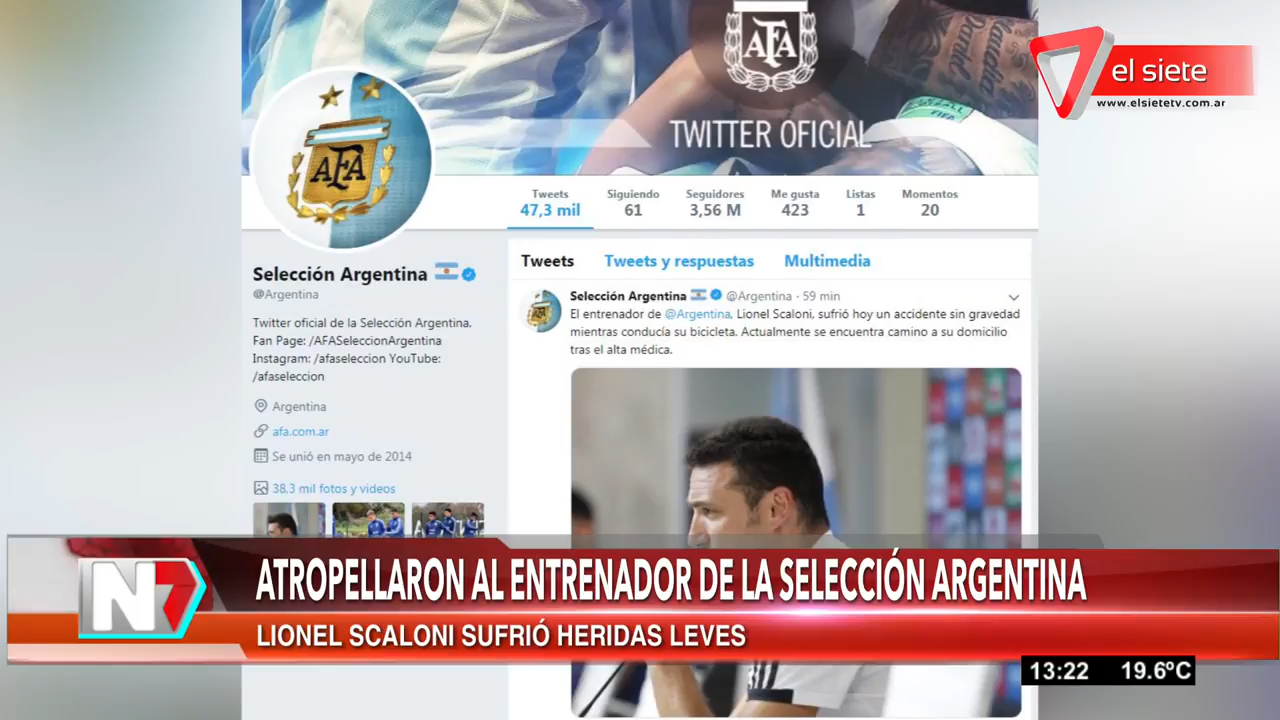 AFA
Mauricio
Daniel
FIFA
TWITTER OFICIAL
el siete
www.elsietetv.com.ar
AFA
Tweets
47,3 mil
Siguiendo
61
Seguidores
3,56 M
Me gusta
423
Listas
1
Momentos
20
Selección Argentina
@Argentina
Twitter oficial de la Selección Argentina.
Fan Page: /AFASeleccionArgentina
Instagram: /afaseleccion YouTube:
/afaseleccion
Argentina
afa.com.ar
Se unió en mayo de 2014
38,3 mil fotos y videos
Tweets Tweets y respuestas Multimedia
Selección Argentina @Argentina · 59 min
El entrenador de @Argentina, Lionel Scaloni, sufrió hoy un accidente sin gravedad
mientras conducía su bicicleta. Actualmente se encuentra camino a su domicilio
tras el alta médica.
N7
ATROPELLARON AL ENTRENADOR DE LA SELECCIÓN ARGENTINA
LIONEL SCALONI SUFRIÓ HERIDAS LEVES
13:22 19.6ºC